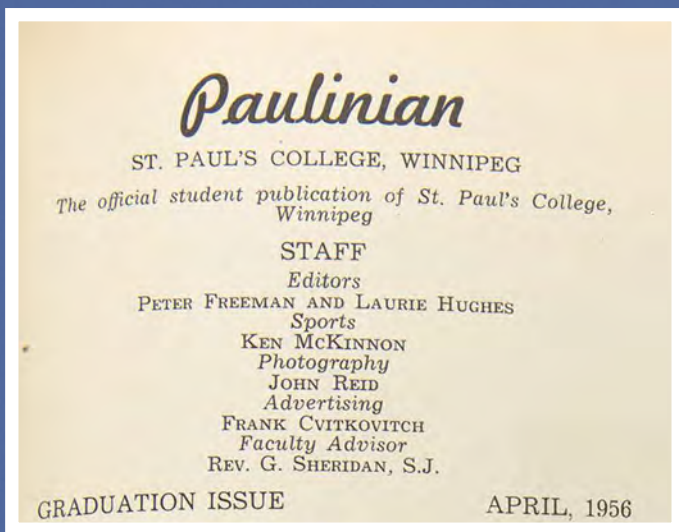 Paulinian
ST. PAUL'S COLLEGE, WINNIPEG
The official student publication of St. Paul's College,
Winnipeg
STAFF
Editors
PETER FREEMAN AND LAURIE HUGHES
Sports
KEN MCKINNON
Photography
JOHN REID
Advertising
FRANK CVITKOVITCH
Faculty Advisor
REV. G. SHERIDAN, S.J.
GRADUATION ISSUE APRIL, 1956